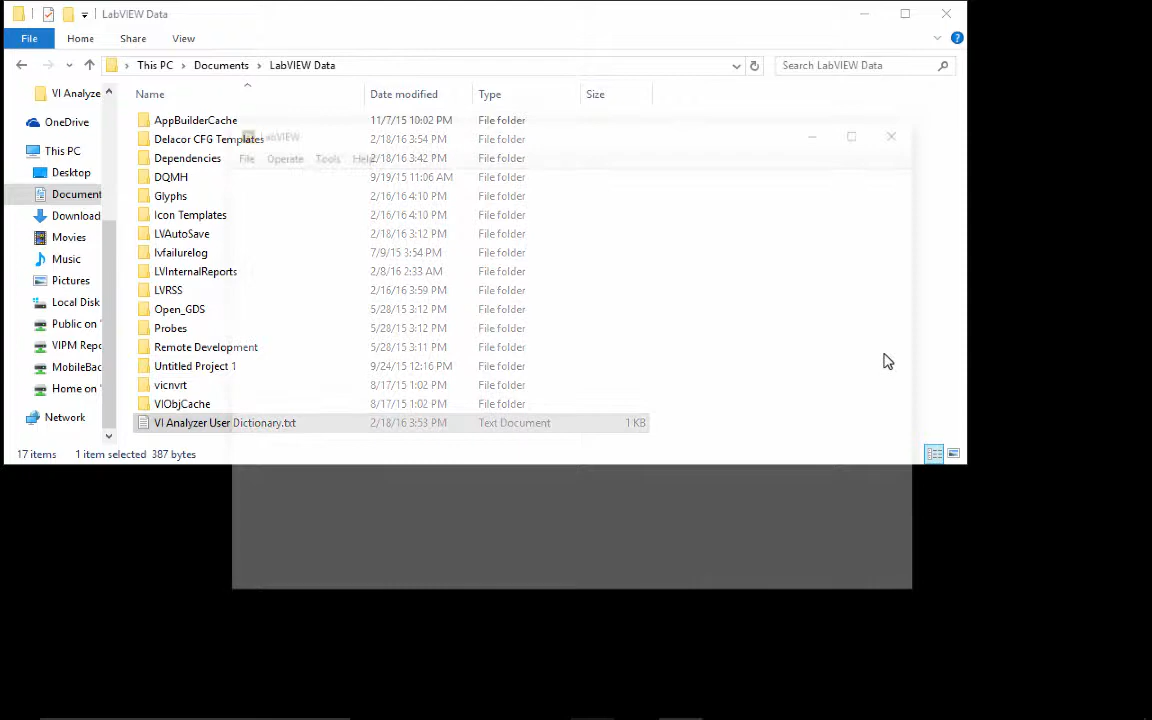 LabVIEW Data
File Home Share View
This PC Documents LabVIEW Data Search LabVIEW Data
VI Analyze Name Date modified Type Size
AppBuilderCache 11/7/15 10:02 PM File folder
OneDrive
LabVIEW
Delacor CFG Templates 2/18/16 3:54 PM File folder
This PC
Dependencies 2/18/16 3:42 PM File folder
File Operate Tools Help
Desktop DQMH 9/19/15 11:06 AM File folder
Document Glyphs 2/16/16 4:10 PM File folder
Download Icon Templates 2/16/16 4:10 PM File folder
Movies LVAutoSave 2/18/16 3:12 PM File folder
Music lvfailurelog 7/9/15 3:54 PM File folder
Pictures LVInternalReports 2/8/16 2:33 AM File folder
Local Disk LVRSS 2/16/16 3:59 PM File folder
Public on ' Open_GDS 5/28/15 3:12 PM File folder
VIPM Repo Probes 5/28/15 3:12 PM File folder
Remote Development 5/28/15 3:11 PM File folder
MobileBac Untitled Project 1 9/24/15 12:16 PM File folder
Home on ' vicnvrt 8/17/15 1:02 PM File folder
VIObjCache 8/17/15 1:02 PM File folder
Network VI Analyzer User Dictionary.txt 2/18/16 3:53 PM Text Document 1 KB
17 items 1 item selected 387 bytes